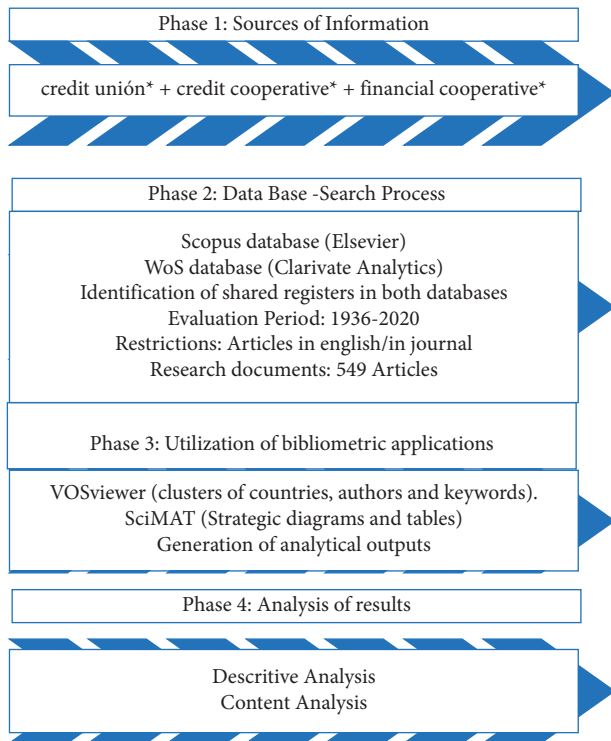 Phase 1: Sources of Information
credit unión* + credit cooperative* + financial cooperative*
Phase 2: Data Base -Search Process
Scopus database (Elsevier)
WoS database (Clarivate Analytics)
Identification of shared registers in both databases
Evaluation Period: 1936-2020
Restrictions: Articles in english/in journal
Research documents: 549 Articles
Phase 3: Utilization of bibliometric applications
VOSviewer (clusters of countries, authors and keywords).
SciMAT (Strategic diagrams and tables)
Generation of analytical outputs
Phase 4: Analysis of results
Descritive Analysis
Content Analysis